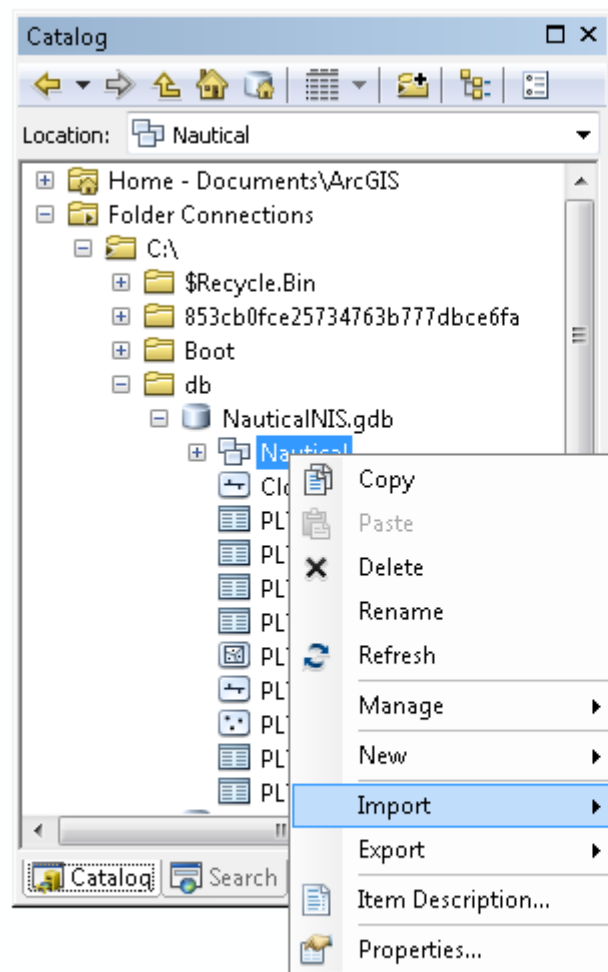 Catalog
Location: Nautical
Home - Documents\ArcGIS
Folder Connections
C:\
$Recycle.Bin
853cb0fce25734763b777dbce6fa
Boot
db
NauticalNIS.gdb
Nautical
Copy
Paste
Delete
Rename
Refresh
Manage
New
Import
Export
Item Description...
Properties...
Catalog Search